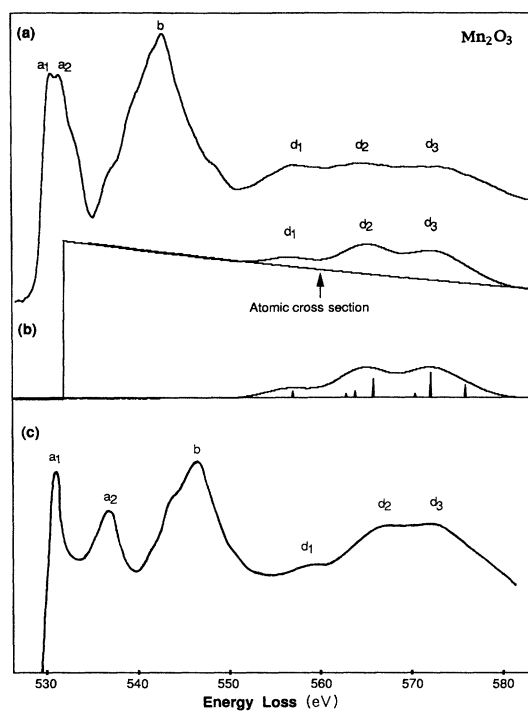 (a)
b
Mn₂O₃
a₁ a₂
d₁ d₂ d₃
d₁ d₂ d₃
Atomic cross section
(b)
(c)
a₁
a₂
b
d₁
d₂
d₃
530 540 550 560 570 580
Energy Loss (eV)